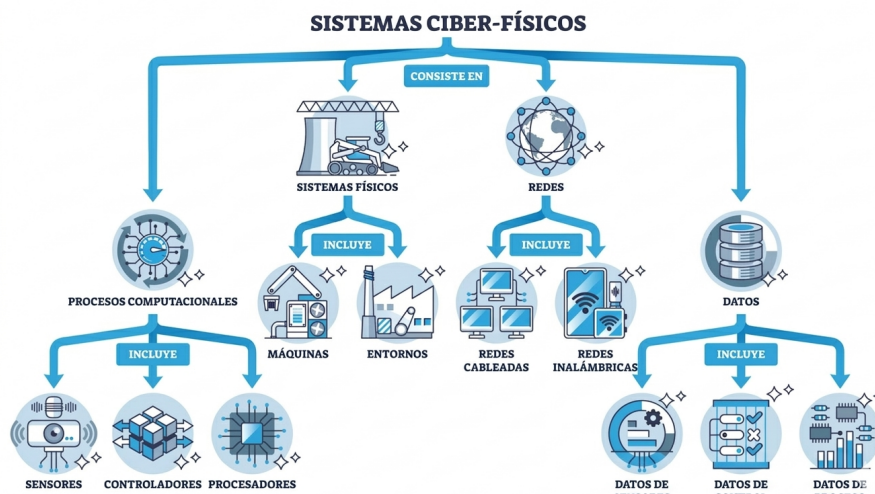 SISTEMAS CIBER-FÍSICOS
CONSISTE EN
SISTEMAS FÍSICOS
REDES
INCLUYE
INCLUYE
PROCESOS COMPUTACIONALES
DATOS
MÁQUINAS
ENTORNOS
REDES
CABLEADAS
REDES
INALÁMBRICAS
INCLUYE
INCLUYE
SENSORES
CONTROLADORES
PROCESADORES
DATOS DE
DATOS DE
DATOS DE